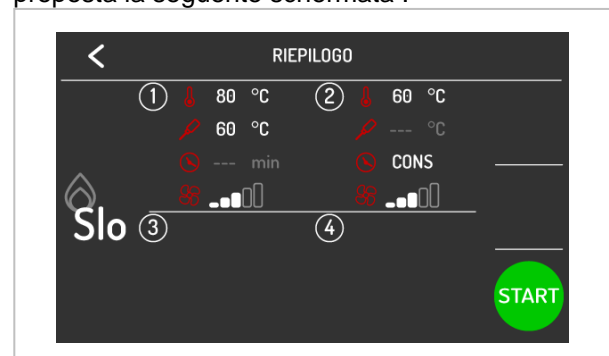 proposta la seguente schermata :
RIEPILOGO
1 80 °C 2 60 °C
60 °C --- °C
--- min CONS
Slo 3 4
START